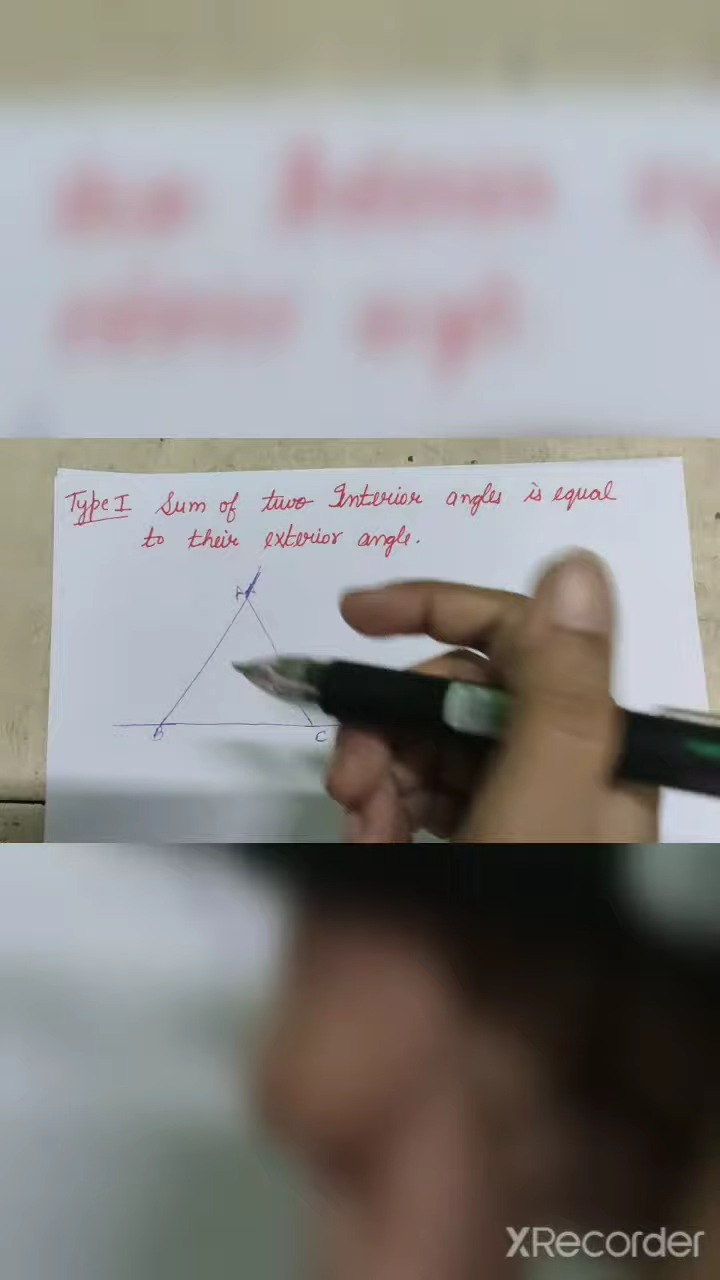 Type I Sum of two Interior angles is equal
to their exterior angle.
A
B
C
XRecorder